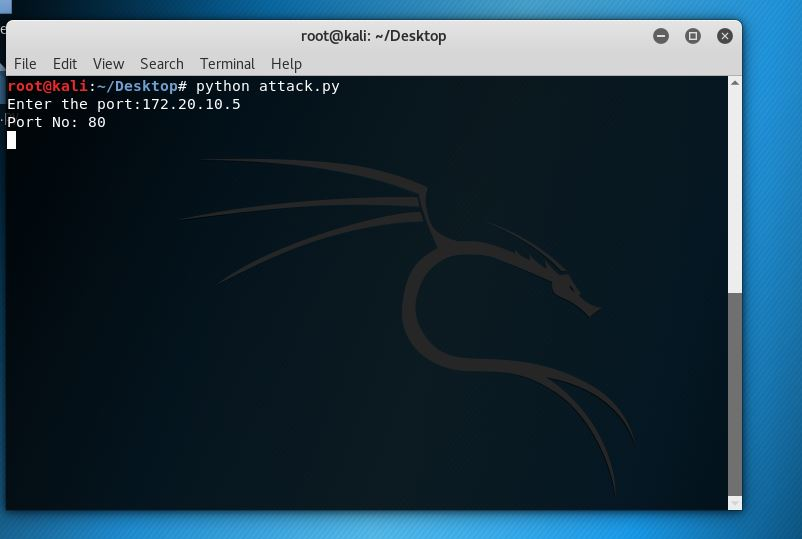 root@kali: ~/Desktop
File Edit View Search Terminal Help
root@kali:~/Desktop# python attack.py
Enter the port:172.20.10.5
Port No: 80